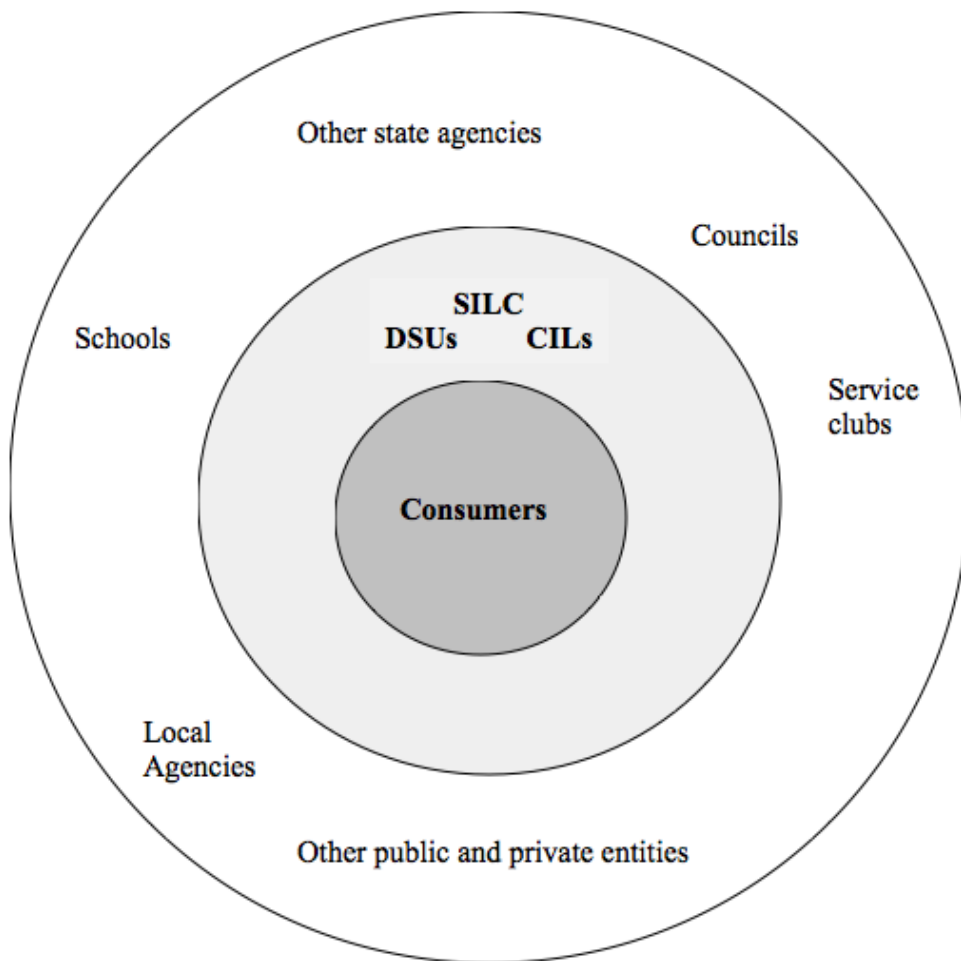 Other state agencies
Councils
SILC
DSUs CILs
Schools
Service
clubs
Consumers
Local
Agencies
Other public and private entities